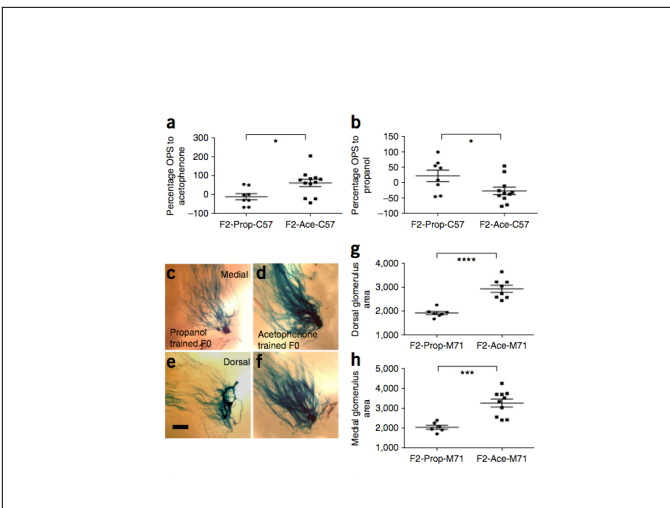 a
Percentage OPS to
acetophenone
300
200
100
0
−100
*
F2-Prop-C57
F2-Ace-C57
b
Percentage OPS to
propanol
150
100
50
0
−50
−100
*
F2-Prop-C57
F2-Ace-C57
c
Medial
Propanol
trained F0
d
Acetophenone
trained F0
e
Dorsal
f
g
Dorsal glomerulus
area
4,000
3,000
2,000
1,000
****
F2-Prop-M71
F2-Ace-M71
h
Medial glomerulus
area
5,000
4,000
3,000
2,000
1,000
***
F2-Prop-M71
F2-Ace-M71